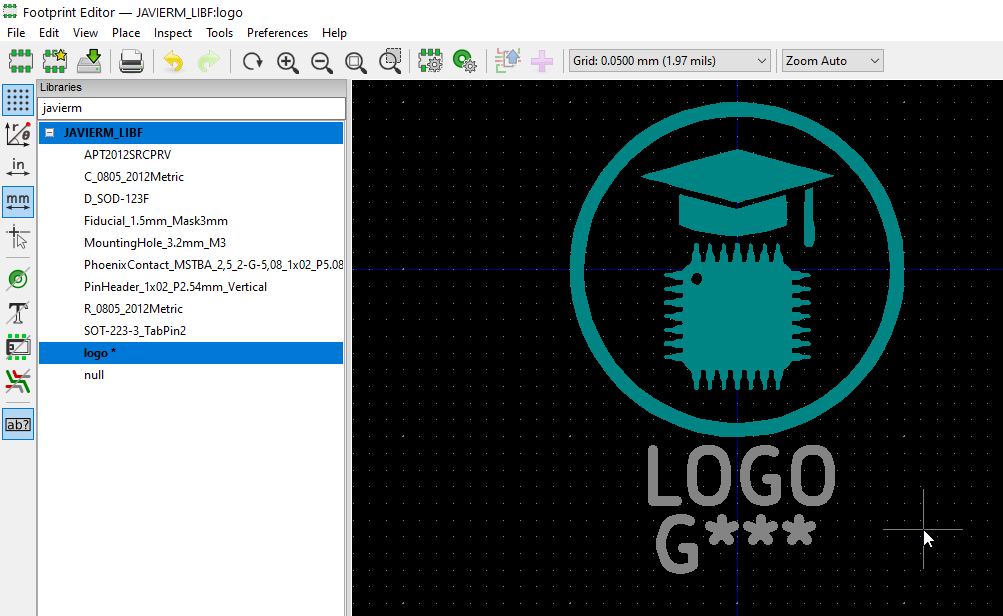 Footprint Editor — JAVIERM_LIBF:logo
File Edit View Place Inspect Tools Preferences Help
Grid: 0.0500 mm (1.97 mils) Zoom Auto
Libraries
javierm
JAVIERM_LIBF
APT2012SRCPRV
C_0805_2012Metric
D_SOD-123F
Fiducial_1.5mm_Mask3mm
MountingHole_3.2mm_M3
PhoenixContact_MSTBA_2,5_2-G-5,08_1x02_P5.08
PinHeader_1x02_P2.54mm_Vertical
R_0805_2012Metric
SOT-223-3_TabPin2
logo *
null
in
mm
ab?
LOGO
G***